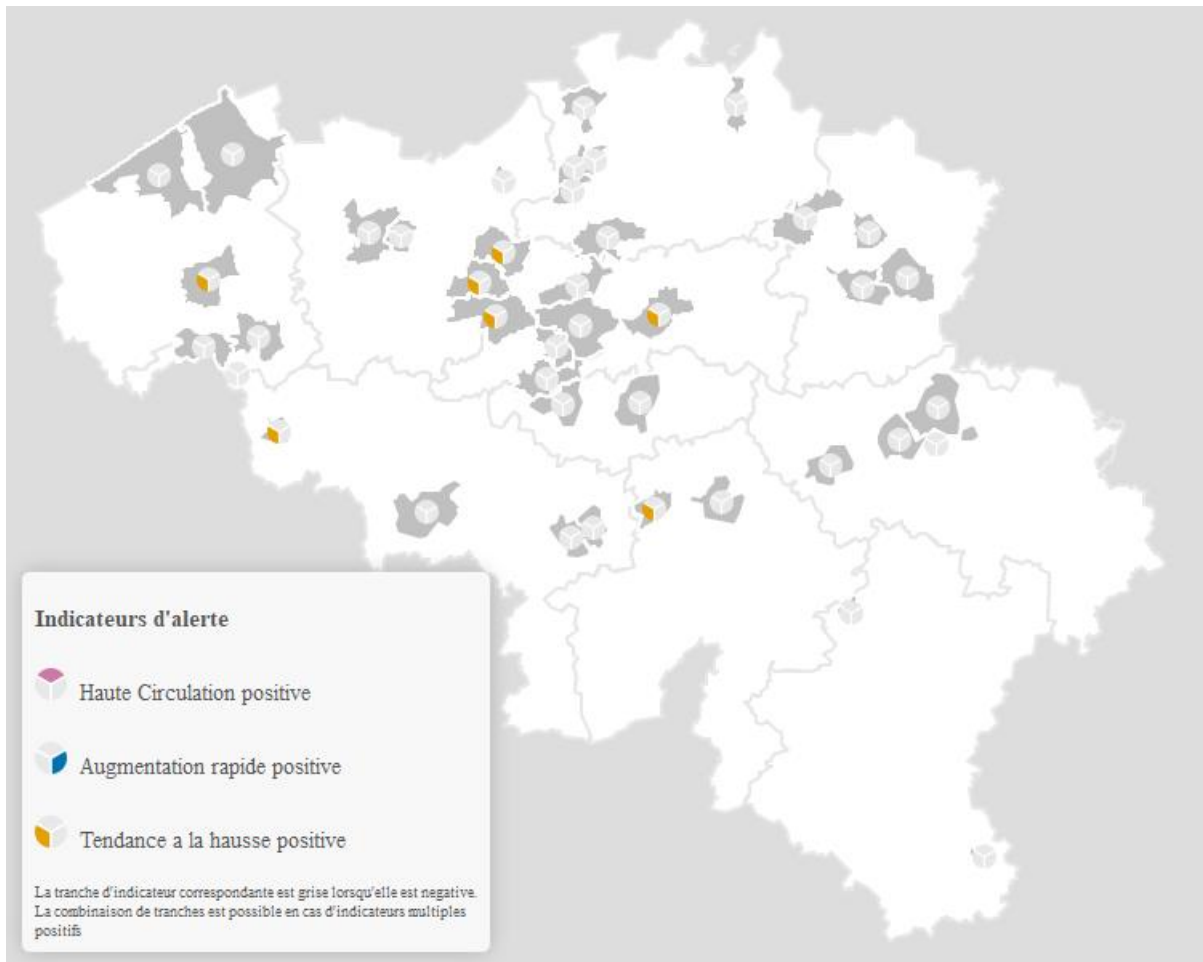 Indicateurs d'alerte
Haute Circulation positive
Augmentation rapide positive
Tendance a la hausse positive
La tranche d'indicateur correspondante est grise lorsqu'elle est negative.
La combinaison de tranches est possible en cas d'indicateurs multiples
positifs